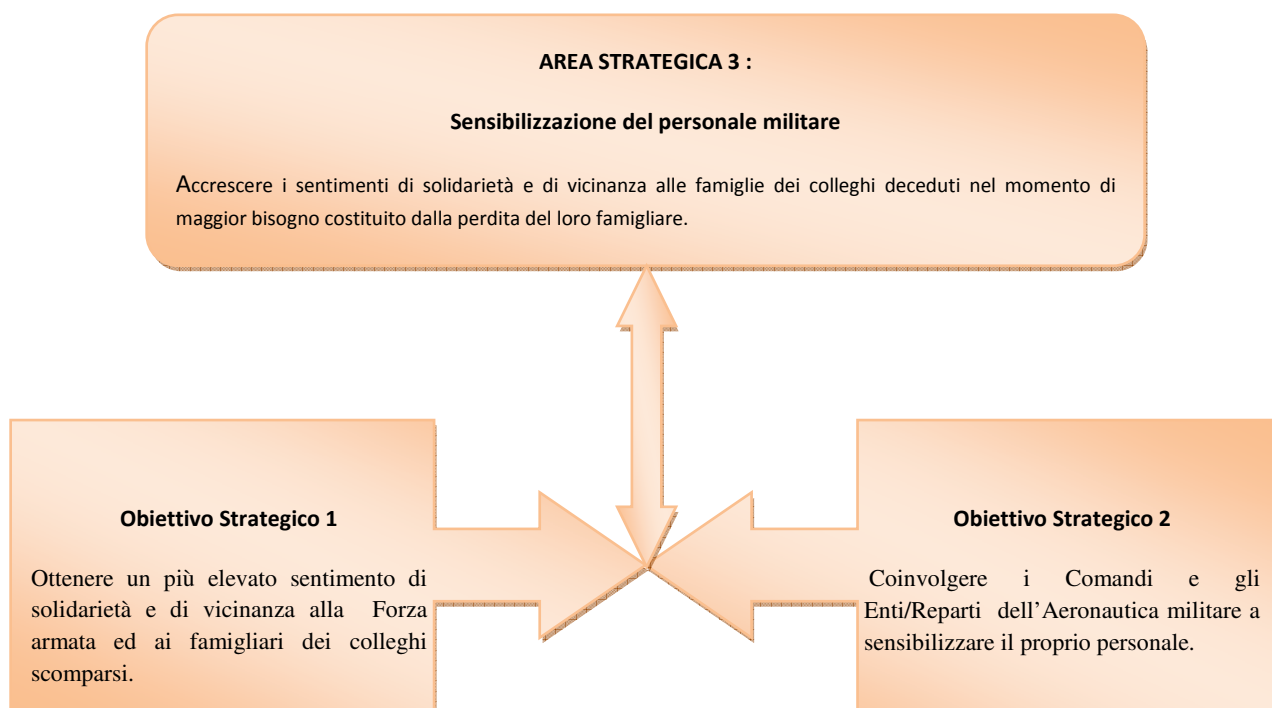 AREA STRATEGICA 3 :
Sensibilizzazione del personale militare
Accrescere i sentimenti di solidarietà e di vicinanza alle famiglie dei colleghi deceduti nel momento di
maggior bisogno costituito dalla perdita del loro famigliare.
Obiettivo Strategico 1
Ottenere un più elevato sentimento di
solidarietà e di vicinanza alla Forza
armata ed ai famigliari dei colleghi
scomparsi.
Obiettivo Strategico 2
Coinvolgere i Comandi e gli
Enti/Reparti dell'Aeronautica militare a
sensibilizzare il proprio personale.